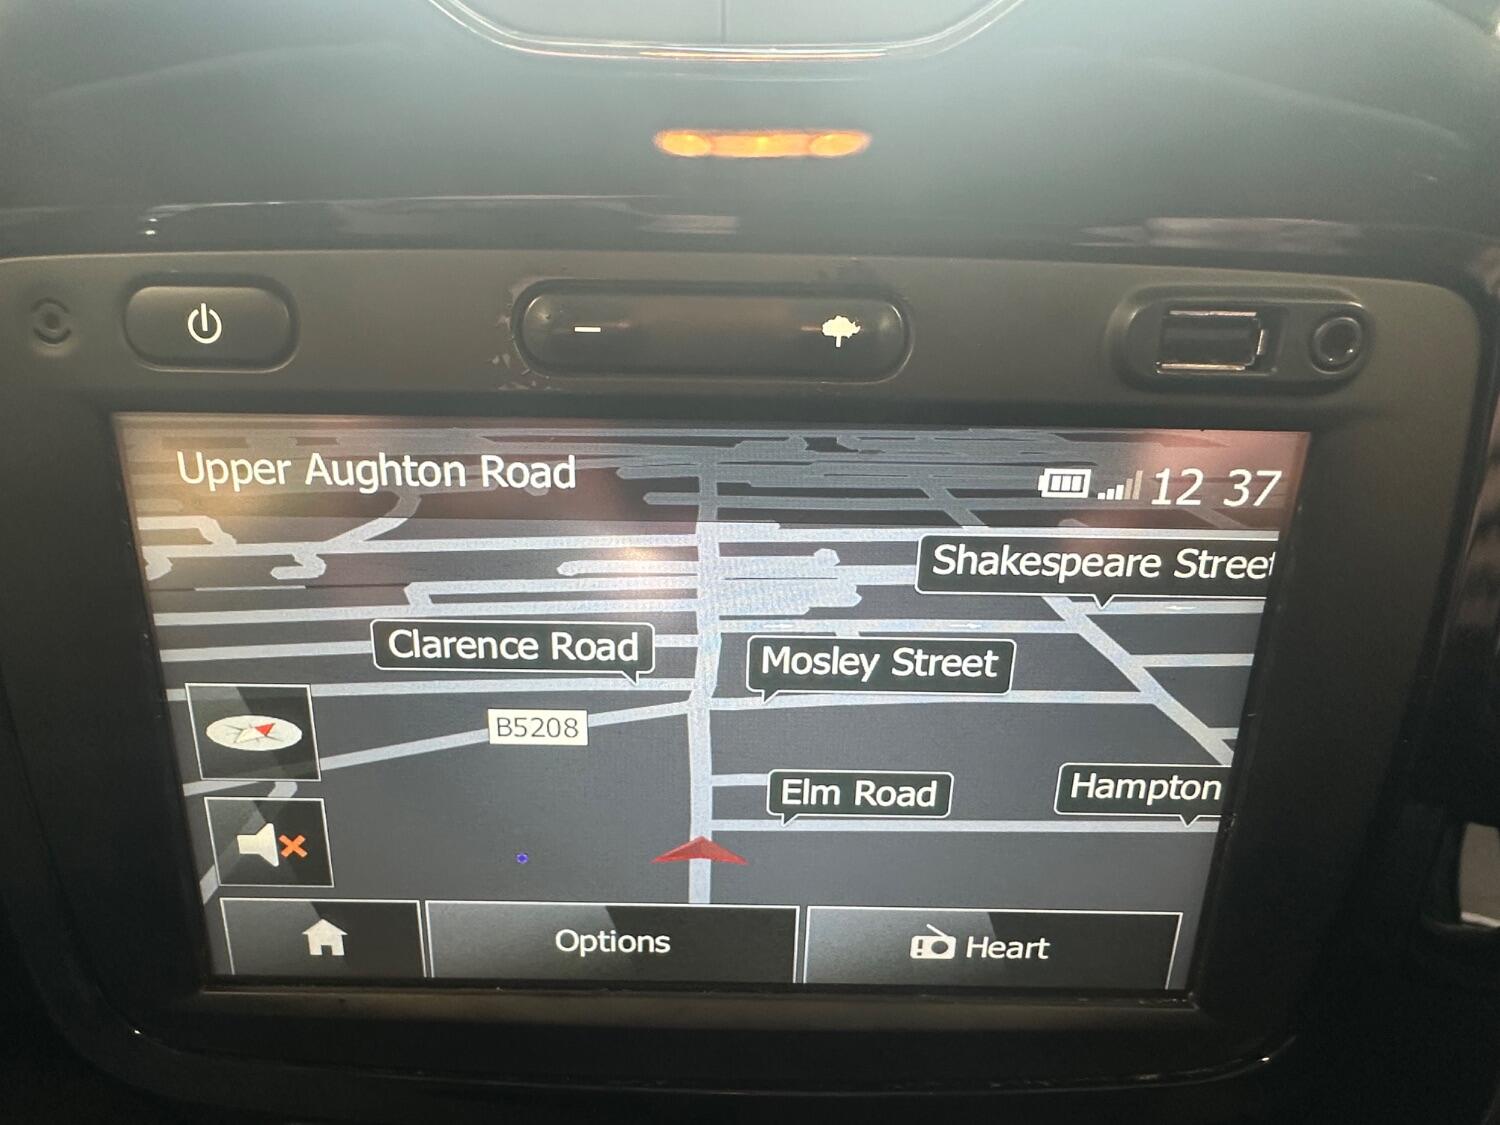 Upper Aughton Road
12 37
Shakespeare Street
Clarence Road
Mosley Street
B5208
Elm Road
Hampton
Options
Heart